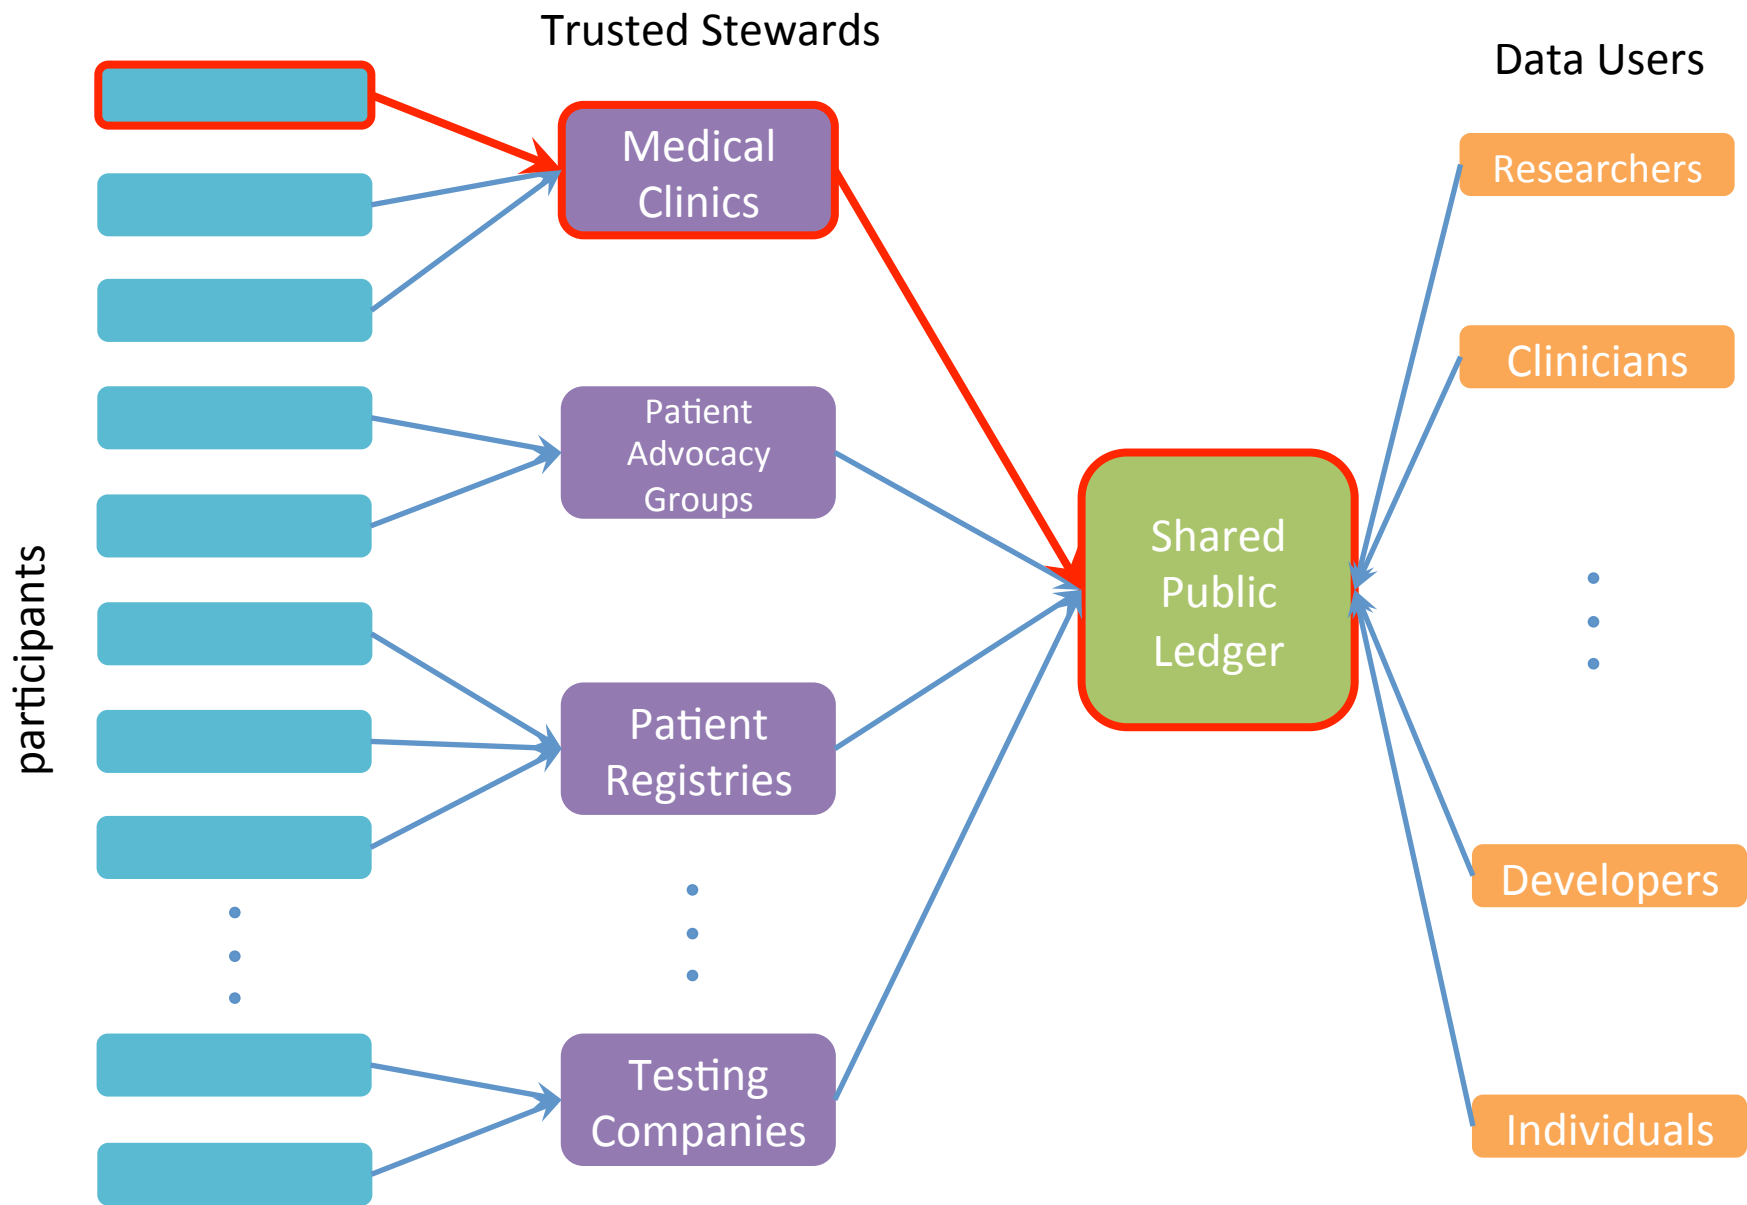 Trusted Stewards
Data Users
participants
Medical
Clinics
Patient
Advocacy
Groups
Patient
Registries
Testing
Companies
Shared
Public
Ledger
Researchers
Clinicians
Developers
Individuals